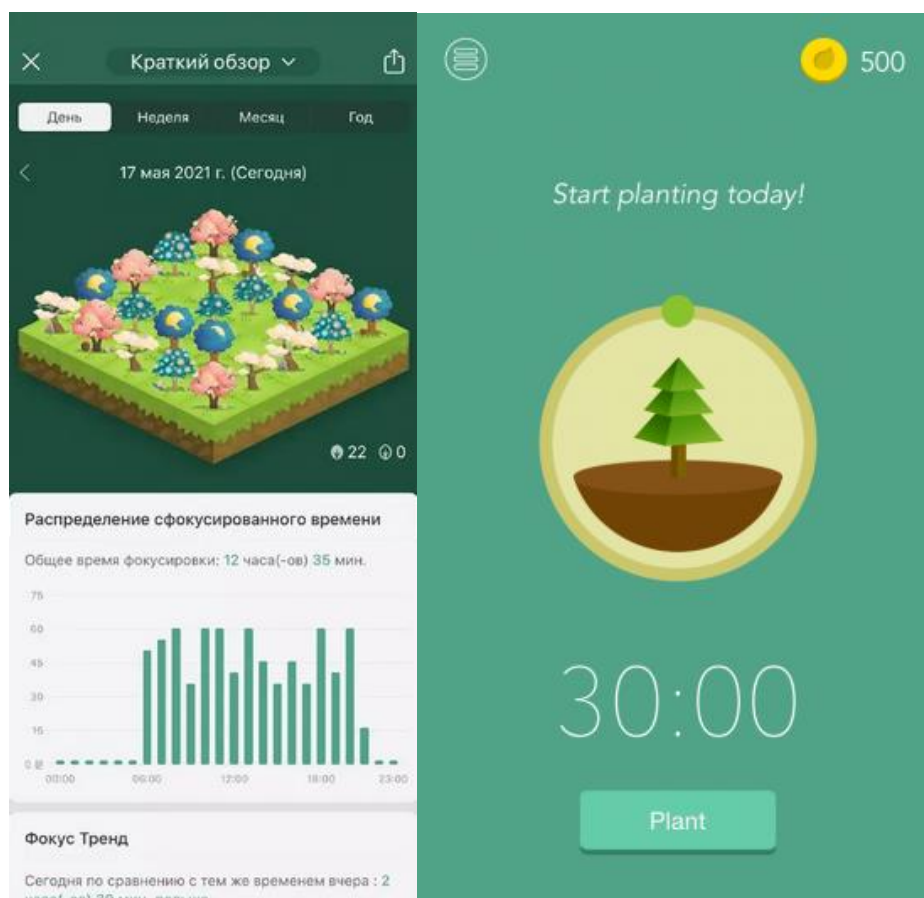 Краткий обзор
День Неделя Месяц Год
17 мая 2021 г. (Сегодня)
22 0
Распределение сфокусированного времени
Общее время фокусировки: 12 часа(-ов) 35 мин.
75
60
45
30
15
0
00:00 06:00 12:00 18:00 23:00
Фокус Тренд
Сегодня по сравнению с тем же временем вчера : 2
500
Start planting today!
30:00
Plant